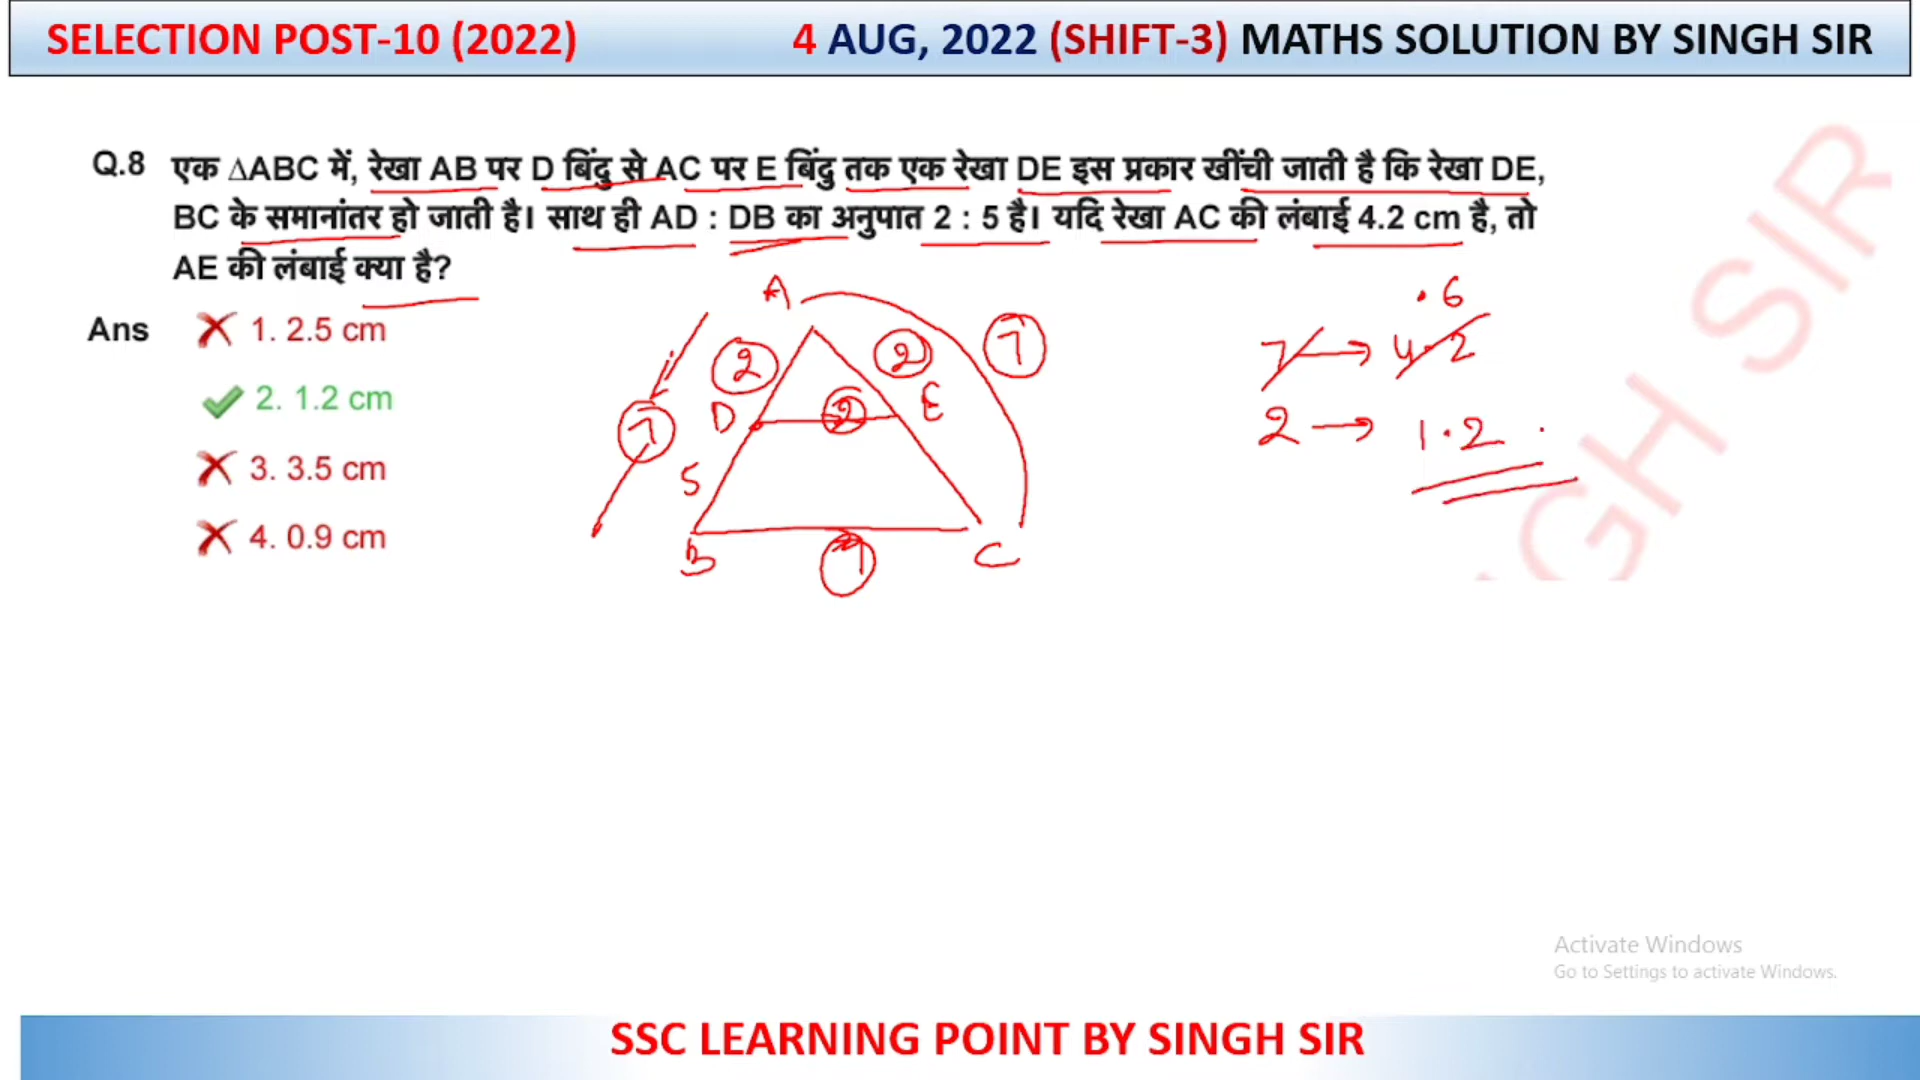 SELECTION POST-10 (2022) 4 AUG, 2022 (SHIFT-3) MATHS SOLUTION BY SINGH SIR
Q.8 एक ∆ABC में, रेखा AB पर D बिंदु से AC पर E बिंदु तक एक रेखा DE इस प्रकार खींची जाती है कि रेखा DE,
BC के समानांतर हो जाती है। साथ ही AD : DB का अनुपात 2 : 5 है। यदि रेखा AC की लंबाई 4.2 cm है, तो
AE की लंबाई क्या है?
Ans 1. 2.5 cm
2. 1.2 cm
3. 3.5 cm
4. 0.9 cm
A
2 2 7
D 2 E
7
5
B 7 C
.6
7 → 4.2
2 → 1.2
GH SIR
Activate Windows
Go to Settings to activate Windows.
SSC LEARNING POINT BY SINGH SIR